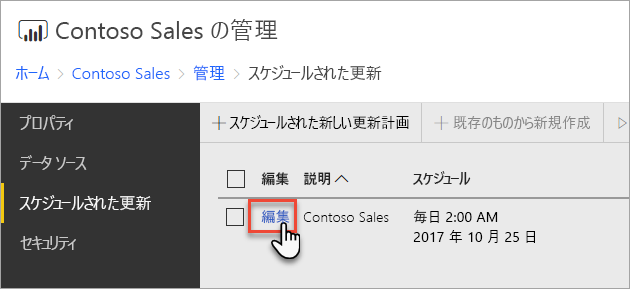 Contoso Sales の管理
ホーム > Contoso Sales > 管理 > スケジュールされた更新
プロパティ
データ ソース
スケジュールされた更新
セキュリティ
+ スケジュールされた新しい更新計画
+ 既存のものから新規作成
編集 説明 スケジュール
編集 Contoso Sales 毎日 2:00 AM
2017 年 10 月 25 日